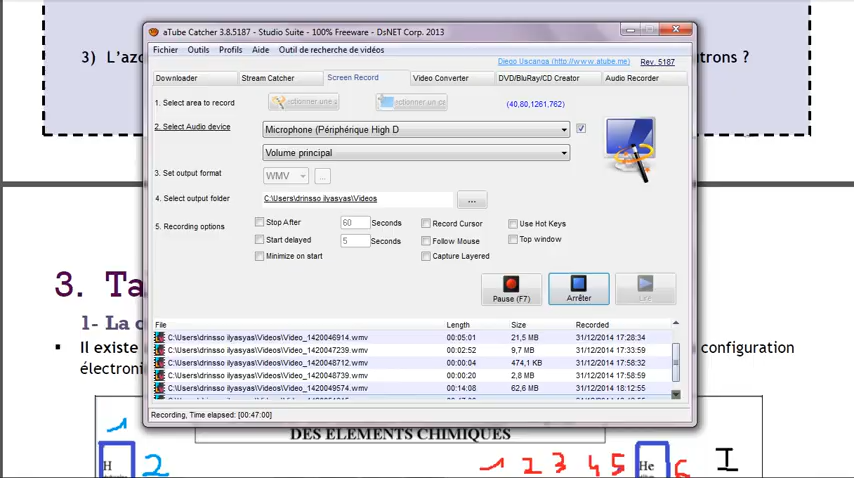 3) L'azo
trons ?
aTube Catcher 3.8.5187 - Studio Suite - 100% Freeware - DsNET Corp. 2013
Fichier Outils Profils Aide Outil de recherche de vidéos
Diego Uscanga (http://www.atube.me) Rev. 5187
Downloader Stream Catcher Screen Record Video Converter DVD/BluRay/CD Creator Audio Recorder
1. Select area to record (40,80,1261,762)
2. Select Audio device Microphone (Périphérique High D
Volume principal
3. Set output format WMV ...
4. Select output folder C:\Users\drinsso ilyasyas\Videos ...
5. Recording options Stop After 60 Seconds Record Cursor Use Hot Keys
Start delayed 5 Seconds Follow Mouse Top window
Minimize on start Capture Layered
Pause (F7) Arrêter Lire
File Length Size Recorded
C:\Users\drinsso ilyasyas\Videos\Video_1420046914.wmv 00:05:01 21,5 MB 31/12/2014 17:28:34
C:\Users\drinsso ilyasyas\Videos\Video_1420047239.wmv 00:02:52 9,7 MB 31/12/2014 17:33:59
C:\Users\drinsso ilyasyas\Videos\Video_1420048712.wmv 00:00:04 474,1 KB 31/12/2014 17:58:32
C:\Users\drinsso ilyasyas\Videos\Video_1420048739.wmv 00:00:20 2,8 MB 31/12/2014 17:58:59
C:\Users\drinsso ilyasyas\Videos\Video_1420049574.wmv 00:14:08 62,6 MB 31/12/2014 18:12:55
Recording, Time elapsed: [00:47:00]
3. Ta
1- La c
Il existe
configuration
électroni
DES ELEMENTS CHIMIQUES
1
H 2 1 2 3 4 5 He 6 I